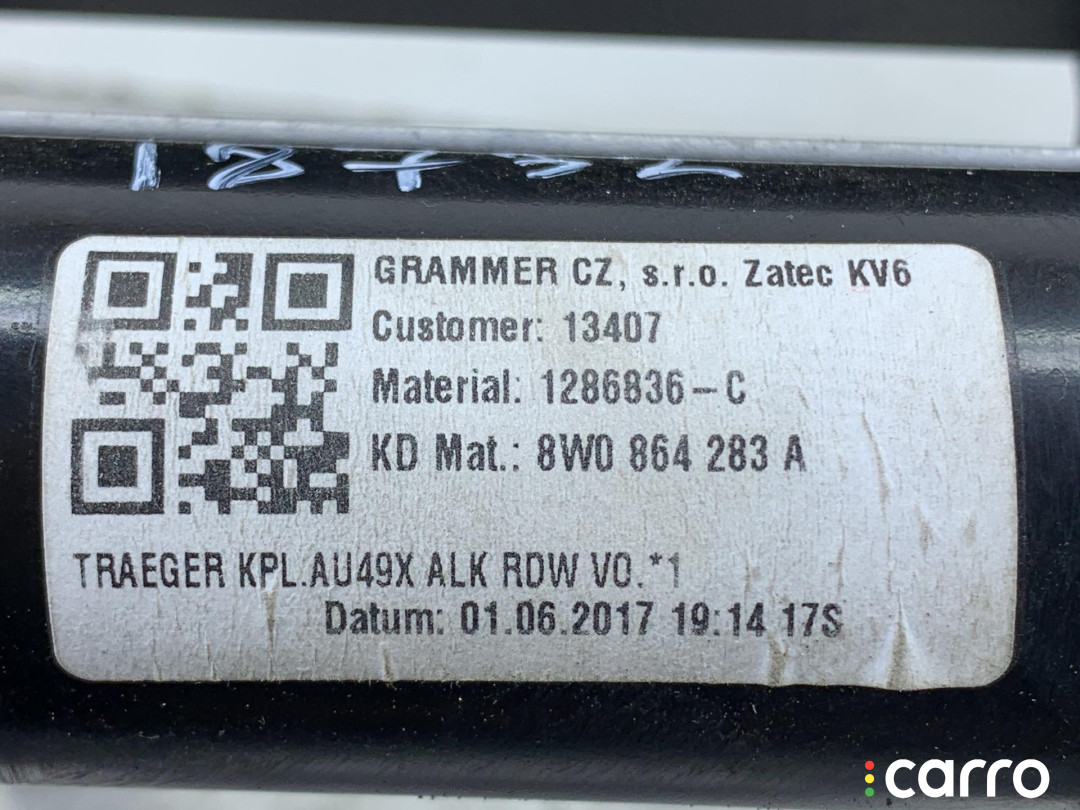 GRAMMER CZ, s.r.o. Zatec KV6
Customer: 13407
Material: 1286836-C
KD Mat.: 8W0 864 283 A
TRAEGER KPL.AU49X ALK RDW VO.*1
Datum: 01.06.2017 19:14 17S
carro